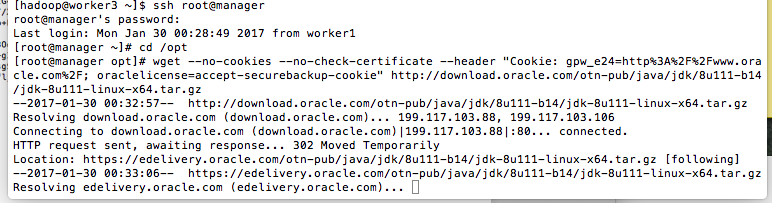 [hadoop@worker3 ~]$ ssh root@manager
root@manager's password:
Last login: Mon Jan 30 00:28:49 2017 from worker1
[root@manager ~]# cd /opt
[root@manager opt]# wget --no-cookies --no-check-certificate --header "Cookie: gpw_e24=http%3A%2F%2Fwww.ora
cle.com%2F; oraclelicense=accept-securebackup-cookie" http://download.oracle.com/otn-pub/java/jdk/8u111-b14
/jdk-8u111-linux-x64.tar.gz
--2017-01-30 00:32:57--  http://download.oracle.com/otn-pub/java/jdk/8u111-b14/jdk-8u111-linux-x64.tar.gz
Resolving download.oracle.com (download.oracle.com)... 199.117.103.88, 199.117.103.106
Connecting to download.oracle.com (download.oracle.com)|199.117.103.88|:80... connected.
HTTP request sent, awaiting response... 302 Moved Temporarily
Location: https://edelivery.oracle.com/otn-pub/java/jdk/8u111-b14/jdk-8u111-linux-x64.tar.gz [following]
--2017-01-30 00:33:06--  https://edelivery.oracle.com/otn-pub/java/jdk/8u111-b14/jdk-8u111-linux-x64.tar.gz
Resolving edelivery.oracle.com (edelivery.oracle.com)...